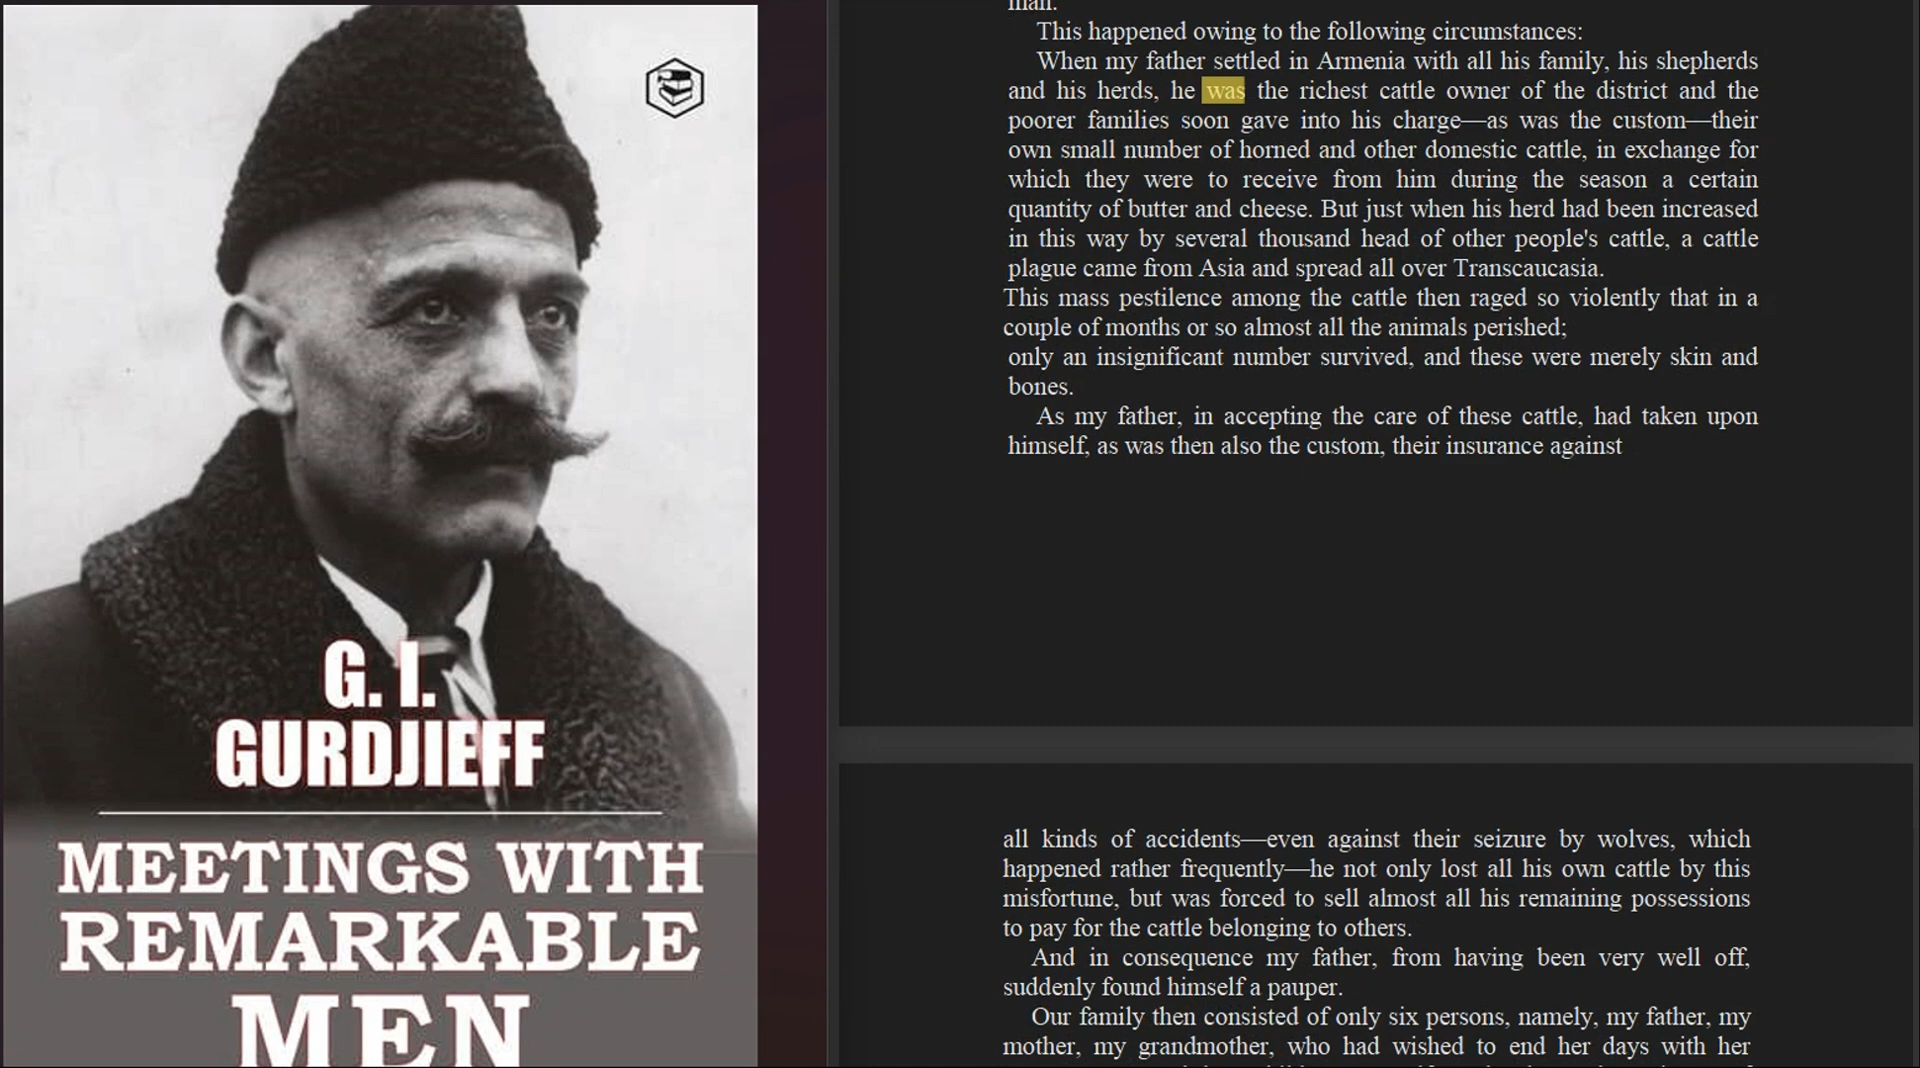 G. I.
GURDJIEFF
MEETINGS WITH
REMARKABLE
MEN
man.
This happened owing to the following circumstances:
When my father settled in Armenia with all his family, his shepherds
and his herds, he was the richest cattle owner of the district and the
poorer families soon gave into his charge—as was the custom—their
own small number of horned and other domestic cattle, in exchange for
which they were to receive from him during the season a certain
quantity of butter and cheese. But just when his herd had been increased
in this way by several thousand head of other people's cattle, a cattle
plague came from Asia and spread all over Transcaucasia.
This mass pestilence among the cattle then raged so violently that in a
couple of months or so almost all the animals perished;
only an insignificant number survived, and these were merely skin and
bones.
As my father, in accepting the care of these cattle, had taken upon
himself, as was then also the custom, their insurance against
all kinds of accidents—even against their seizure by wolves, which
happened rather frequently—he not only lost all his own cattle by this
misfortune, but was forced to sell almost all his remaining possessions
to pay for the cattle belonging to others.
And in consequence my father, from having been very well off,
suddenly found himself a pauper.
Our family then consisted of only six persons, namely, my father, my
mother, my grandmother, who had wished to end her days with her